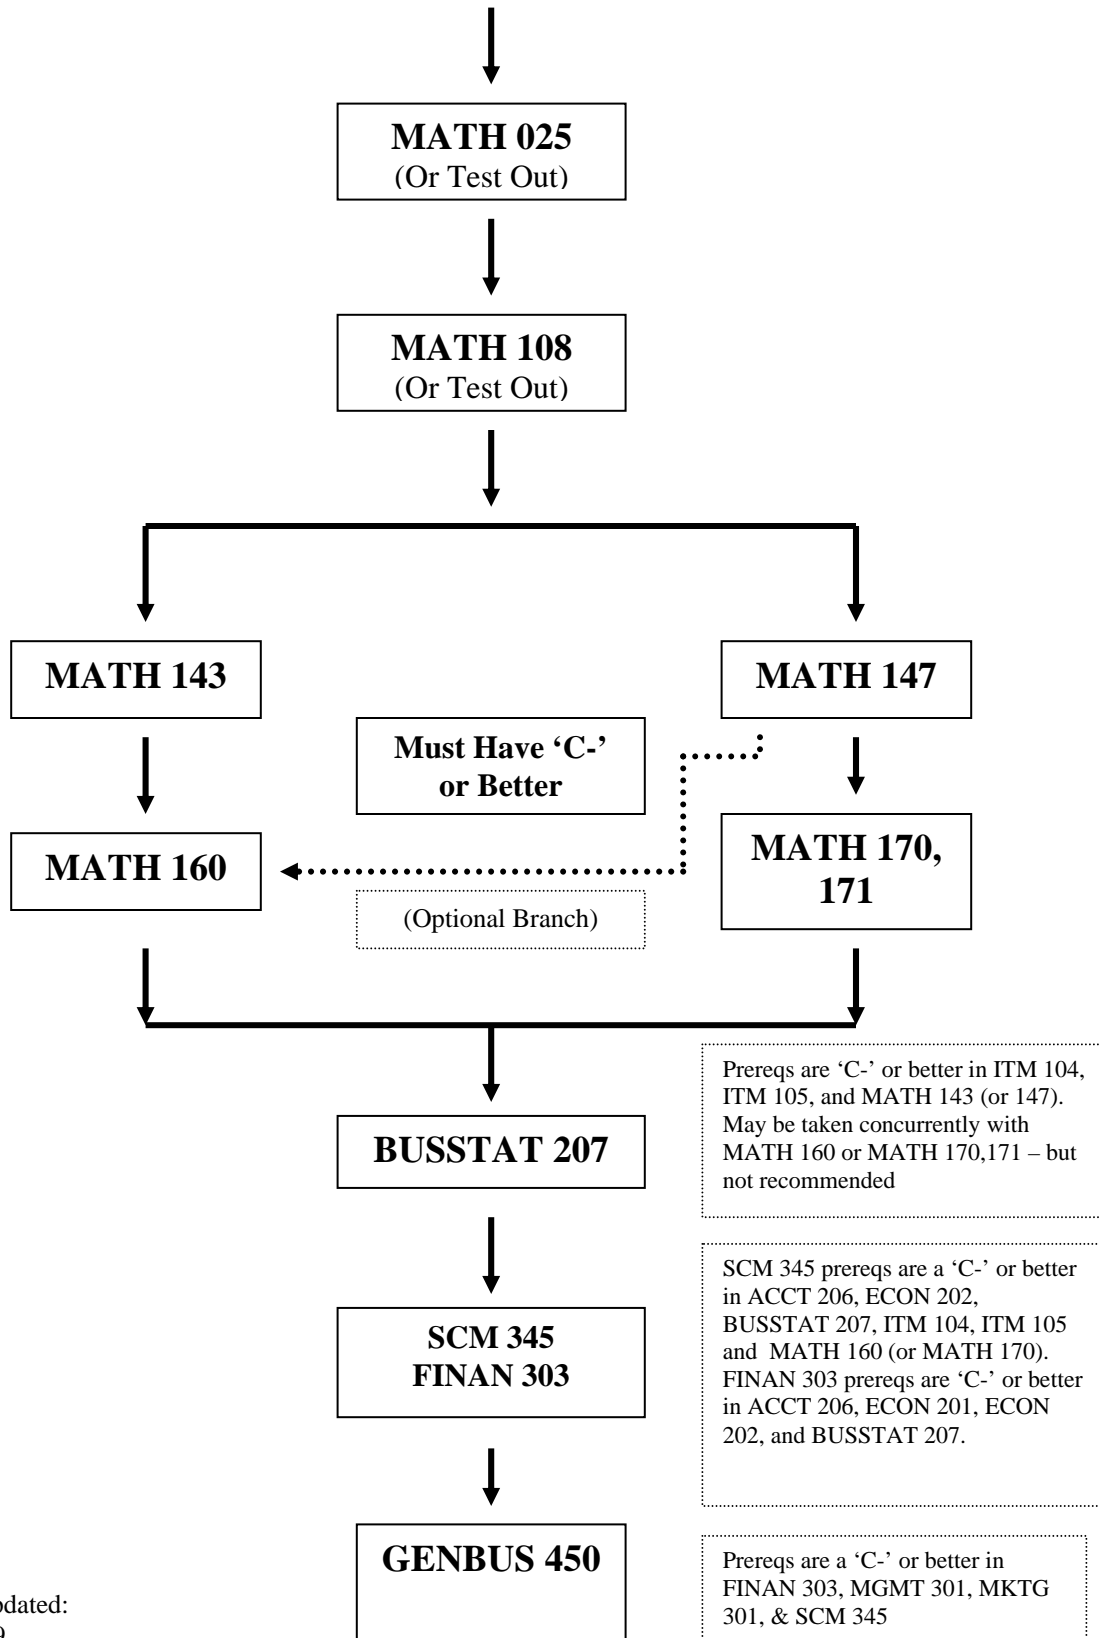 MATH 025
(Or Test Out)
MATH 108
(Or Test Out)
MATH 143
MATH 147
Must Have ‘C-’
or Better
MATH 160
MATH 170,
171
(Optional Branch)
Prereqs are ‘C-’ or better in ITM 104,
ITM 105, and MATH 143 (or 147).
May be taken concurrently with
MATH 160 or MATH 170,171 – but
not recommended
BUSSTAT 207
SCM 345 prereqs are a ‘C-’ or better
in ACCT 206, ECON 202,
BUSSTAT 207, ITM 104, ITM 105
and MATH 160 (or MATH 170).
FINAN 303 prereqs are ‘C-’ or better
in ACCT 206, ECON 201, ECON
202, and BUSSTAT 207.
SCM 345
FINAN 303
GENBUS 450
Prereqs are a ‘C-’ or better in
FINAN 303, MGMT 301, MKTG
301, & SCM 345